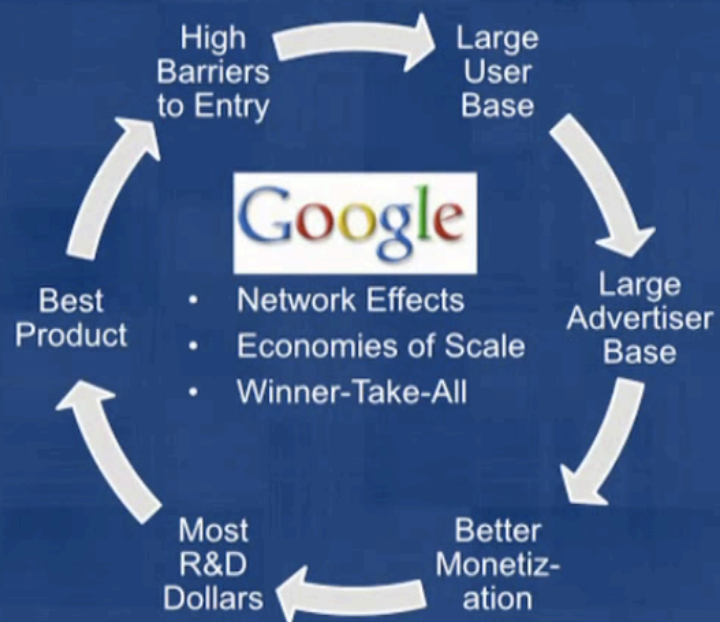 High
Barriers
to Entry
Large
User
Base
Large
Advertiser
Base
Better
Monetiz-
ation
Most
R&D
Dollars
Best
Product
Google
• Network Effects
• Economies of Scale
• Winner-Take-All